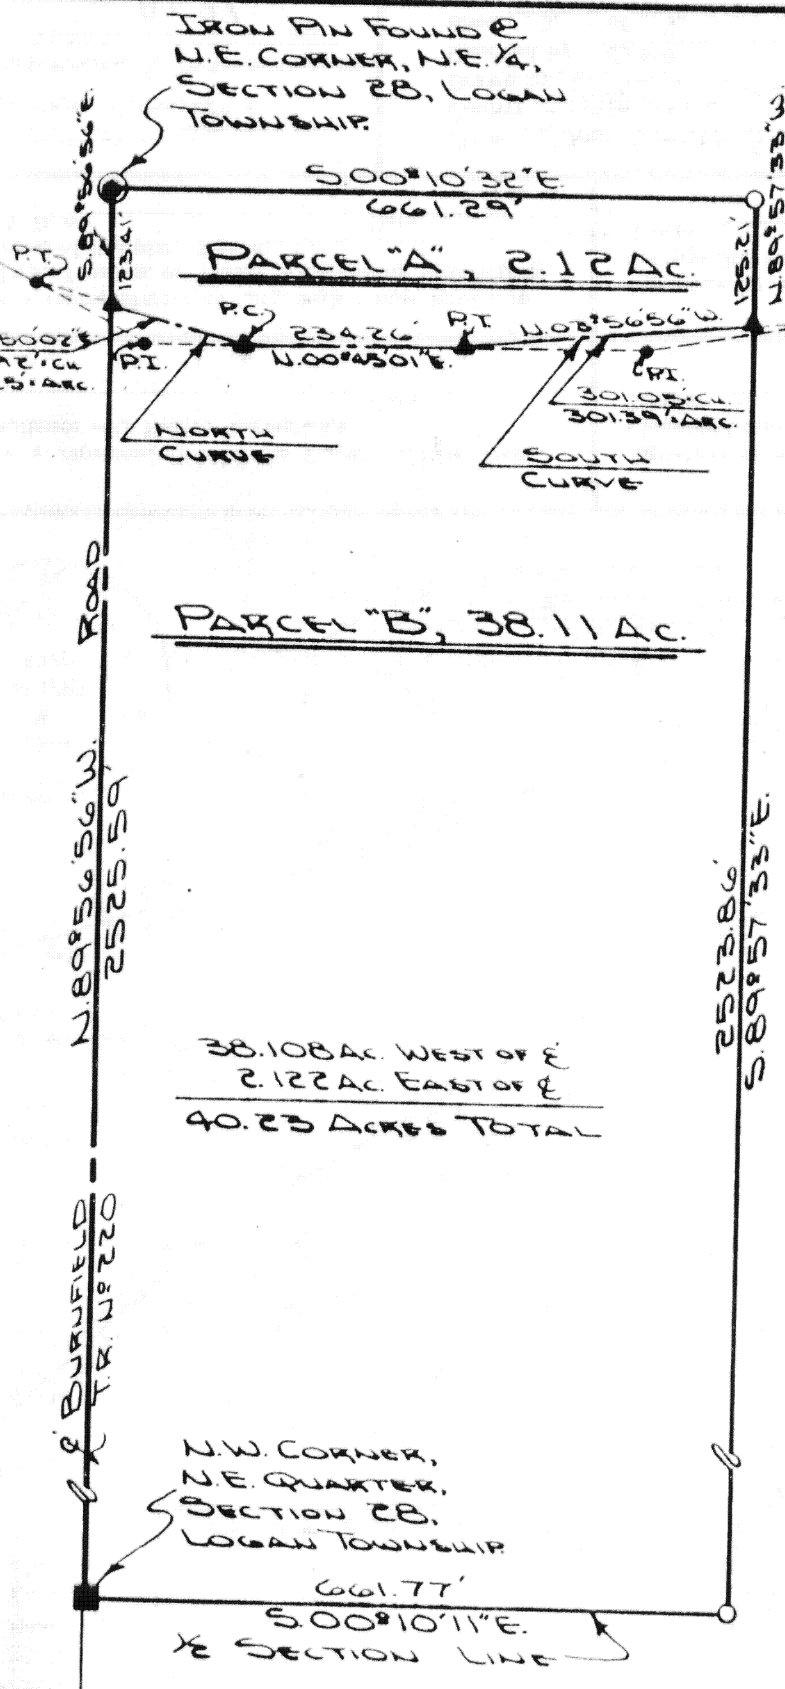 IRON PIN FOUND @
N.E. CORNER, N.E. ¼,
SECTION 28, LOGAN
TOWNSHIP.
S.89°56'56"E.
123.41'
S.00°10'32"E.
661.29'
N.89°57'33"W.
125.21'
PARCEL "A", 2.12 AC.
P.T.
P.I.
P.C.
234.26'
N.00°45'01"E.
P.T.
N.03°56'56"W.
P.I.
301.05' CH.
301.39' ARC.
NORTH
CURVE
SOUTH
CURVE
PARCEL "B", 38.11 AC.
ROAD
N.89°56'56"W.
2525.59
2523.86'
S.89°57'33"E.
38.108 AC. WEST OF ℄
2.122 AC. EAST OF ℄
40.23 ACRES TOTAL
℄ BURNFIELD
T.R. Nº 220
N.W. CORNER,
N.E. QUARTER,
SECTION 28,
LOGAN TOWNSHIP.
661.77'
S.00°10'11"E.
½ SECTION LINE